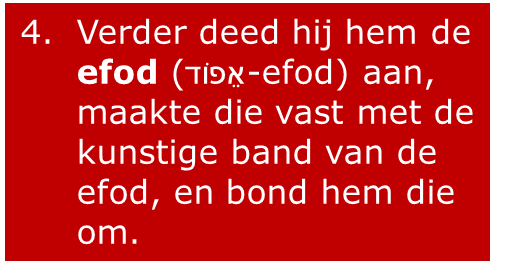 4. Verder deed hij hem de
efod (אֵפוֹד-efod) aan,
maakte die vast met de
kunstige band van de
efod, en bond hem die
om.